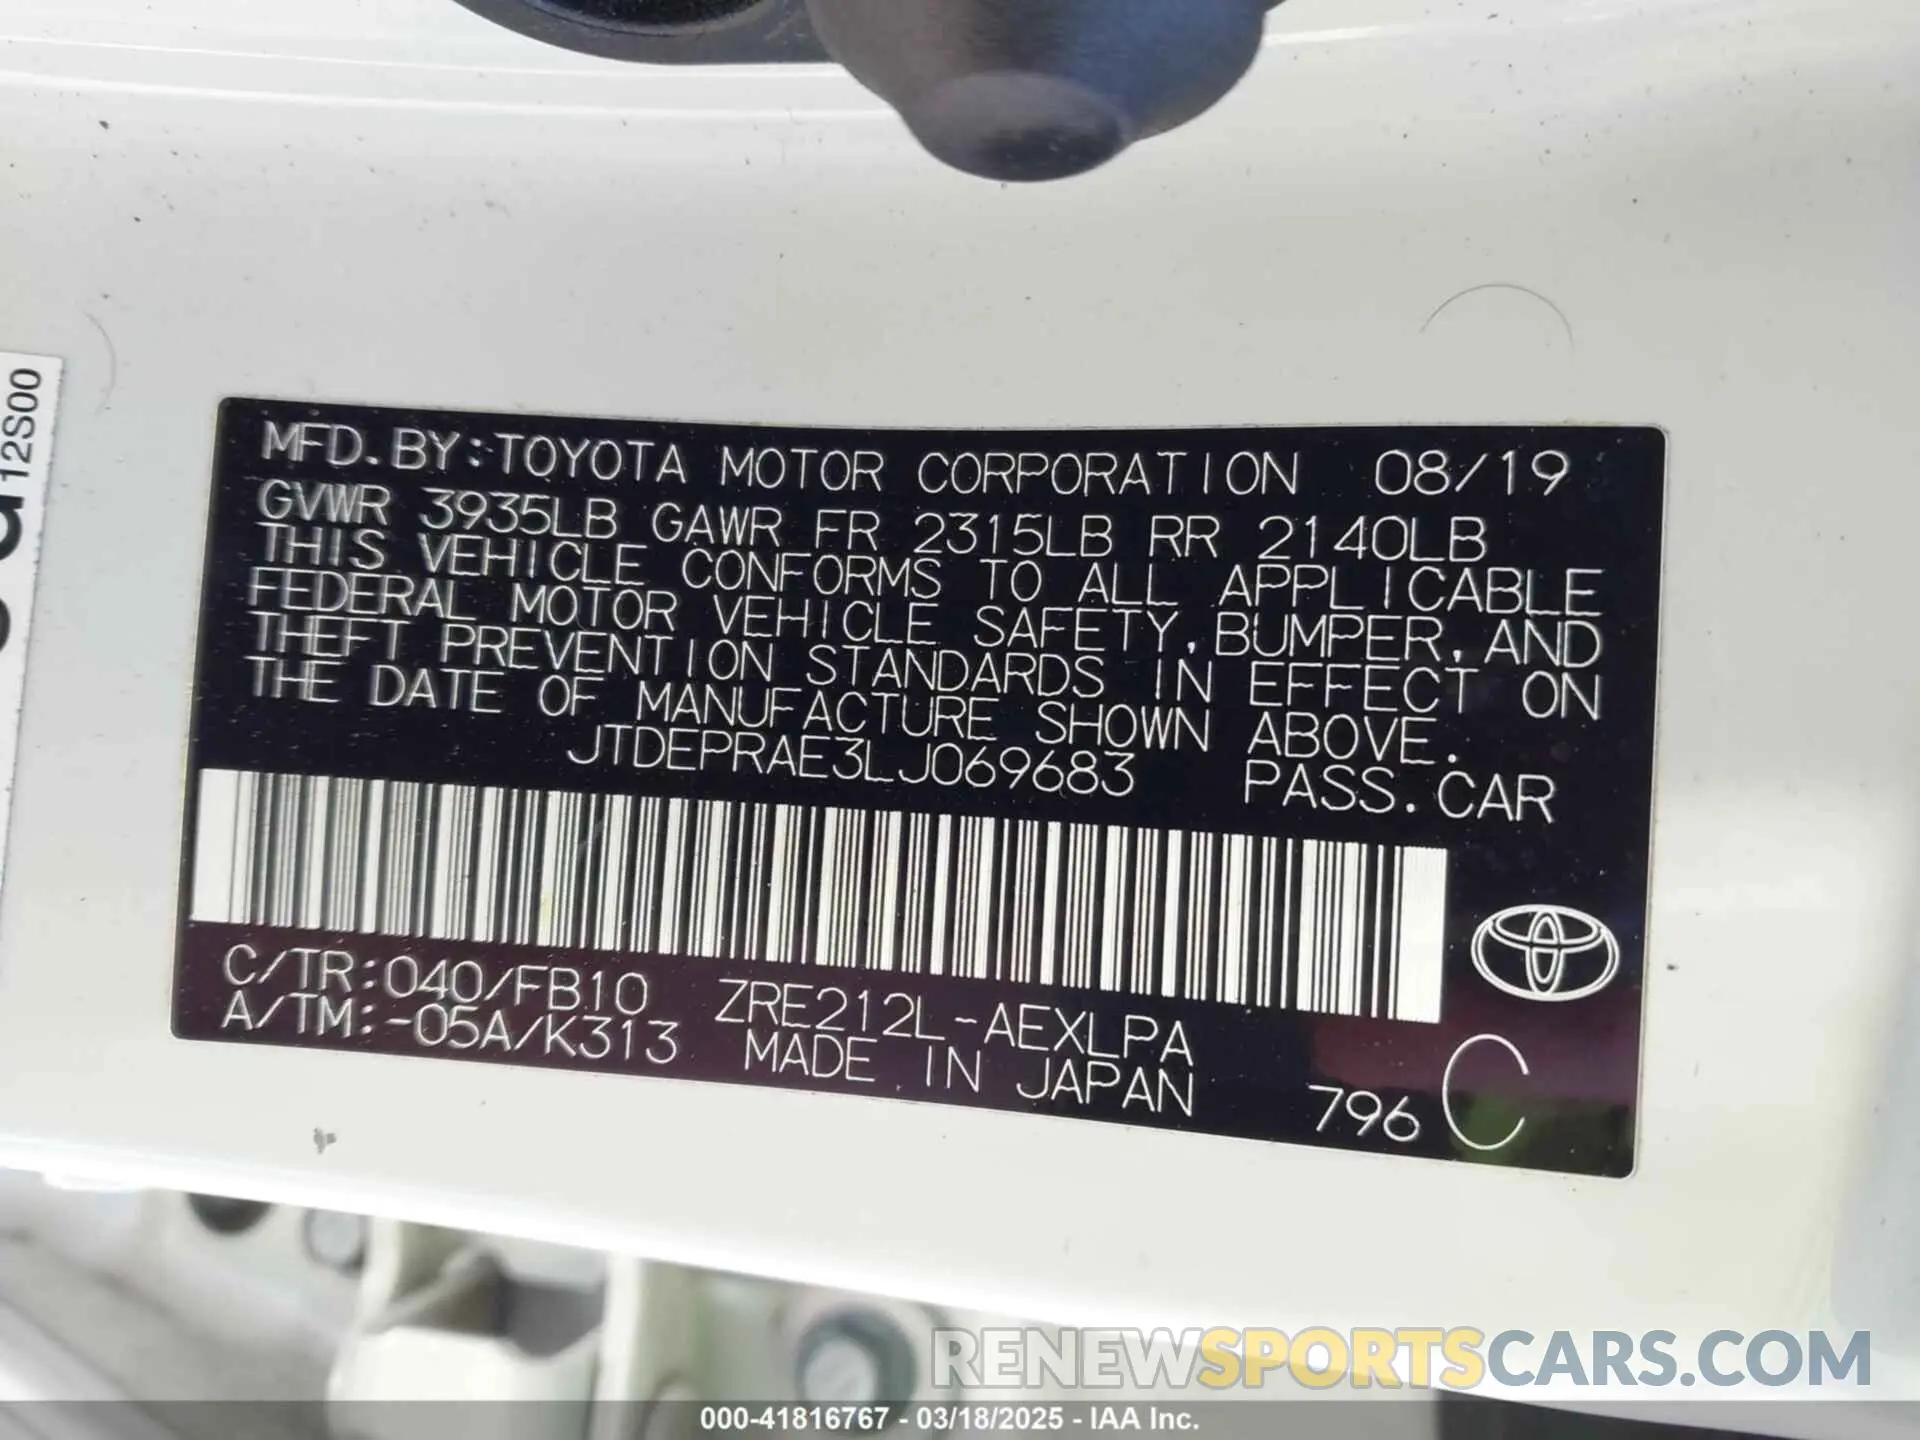 12S00
MFD.BY:TOYOTA MOTOR CORPORATION 08/19
GVWR 3935LB GAWR FR 2315LB RR 2140LB
THIS VEHICLE CONFORMS TO ALL APPLICABLE
FEDERAL MOTOR VEHICLE SAFETY,BUMPER,AND
THEFT PREVENTION STANDARDS IN EFFECT ON
THE DATE OF MANUFACTURE SHOWN ABOVE.
JTDEPRAE3LJ069683 PASS.CAR
C/TR:040/FB10 ZRE212L-AEXLPA
A/TM:-05A/K313 MADE IN JAPAN 796 C
RENEWSPORTSCARS.COM
000-41816767 - 03/18/2025 - IAA Inc.